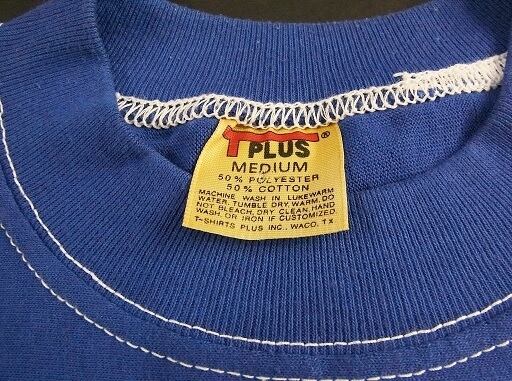 T PLUS®
MEDIUM
50% POLYESTER
50% COTTON
MACHINE WASH IN LUKEWARM
WATER, TUMBLE DRY, WARM. DO
NOT BLEACH, DRY CLEAN. HAND
WASH, OR IRON IF CUSTOMIZED.
T-SHIRTS PLUS INC., WACO, TX